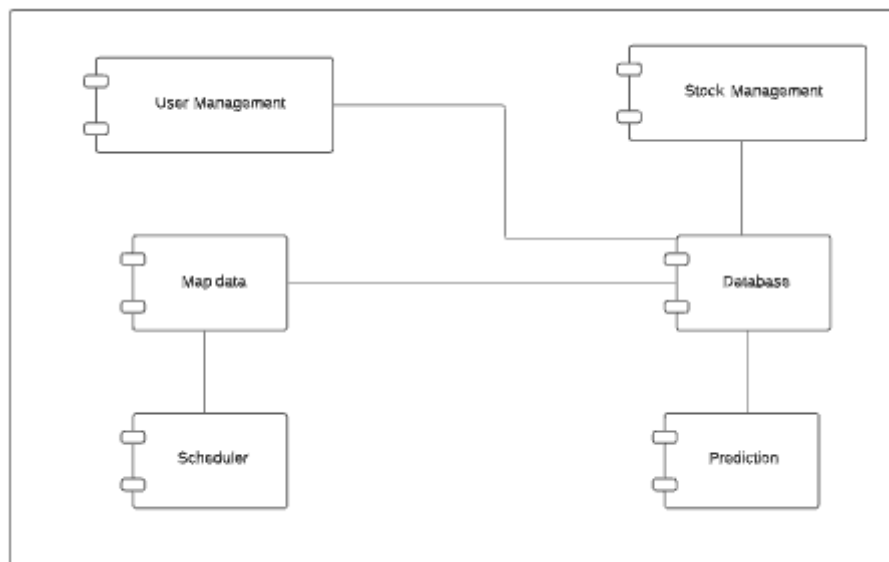 User Management
Stock Management
Map data
Database
Scheduler
Prediction